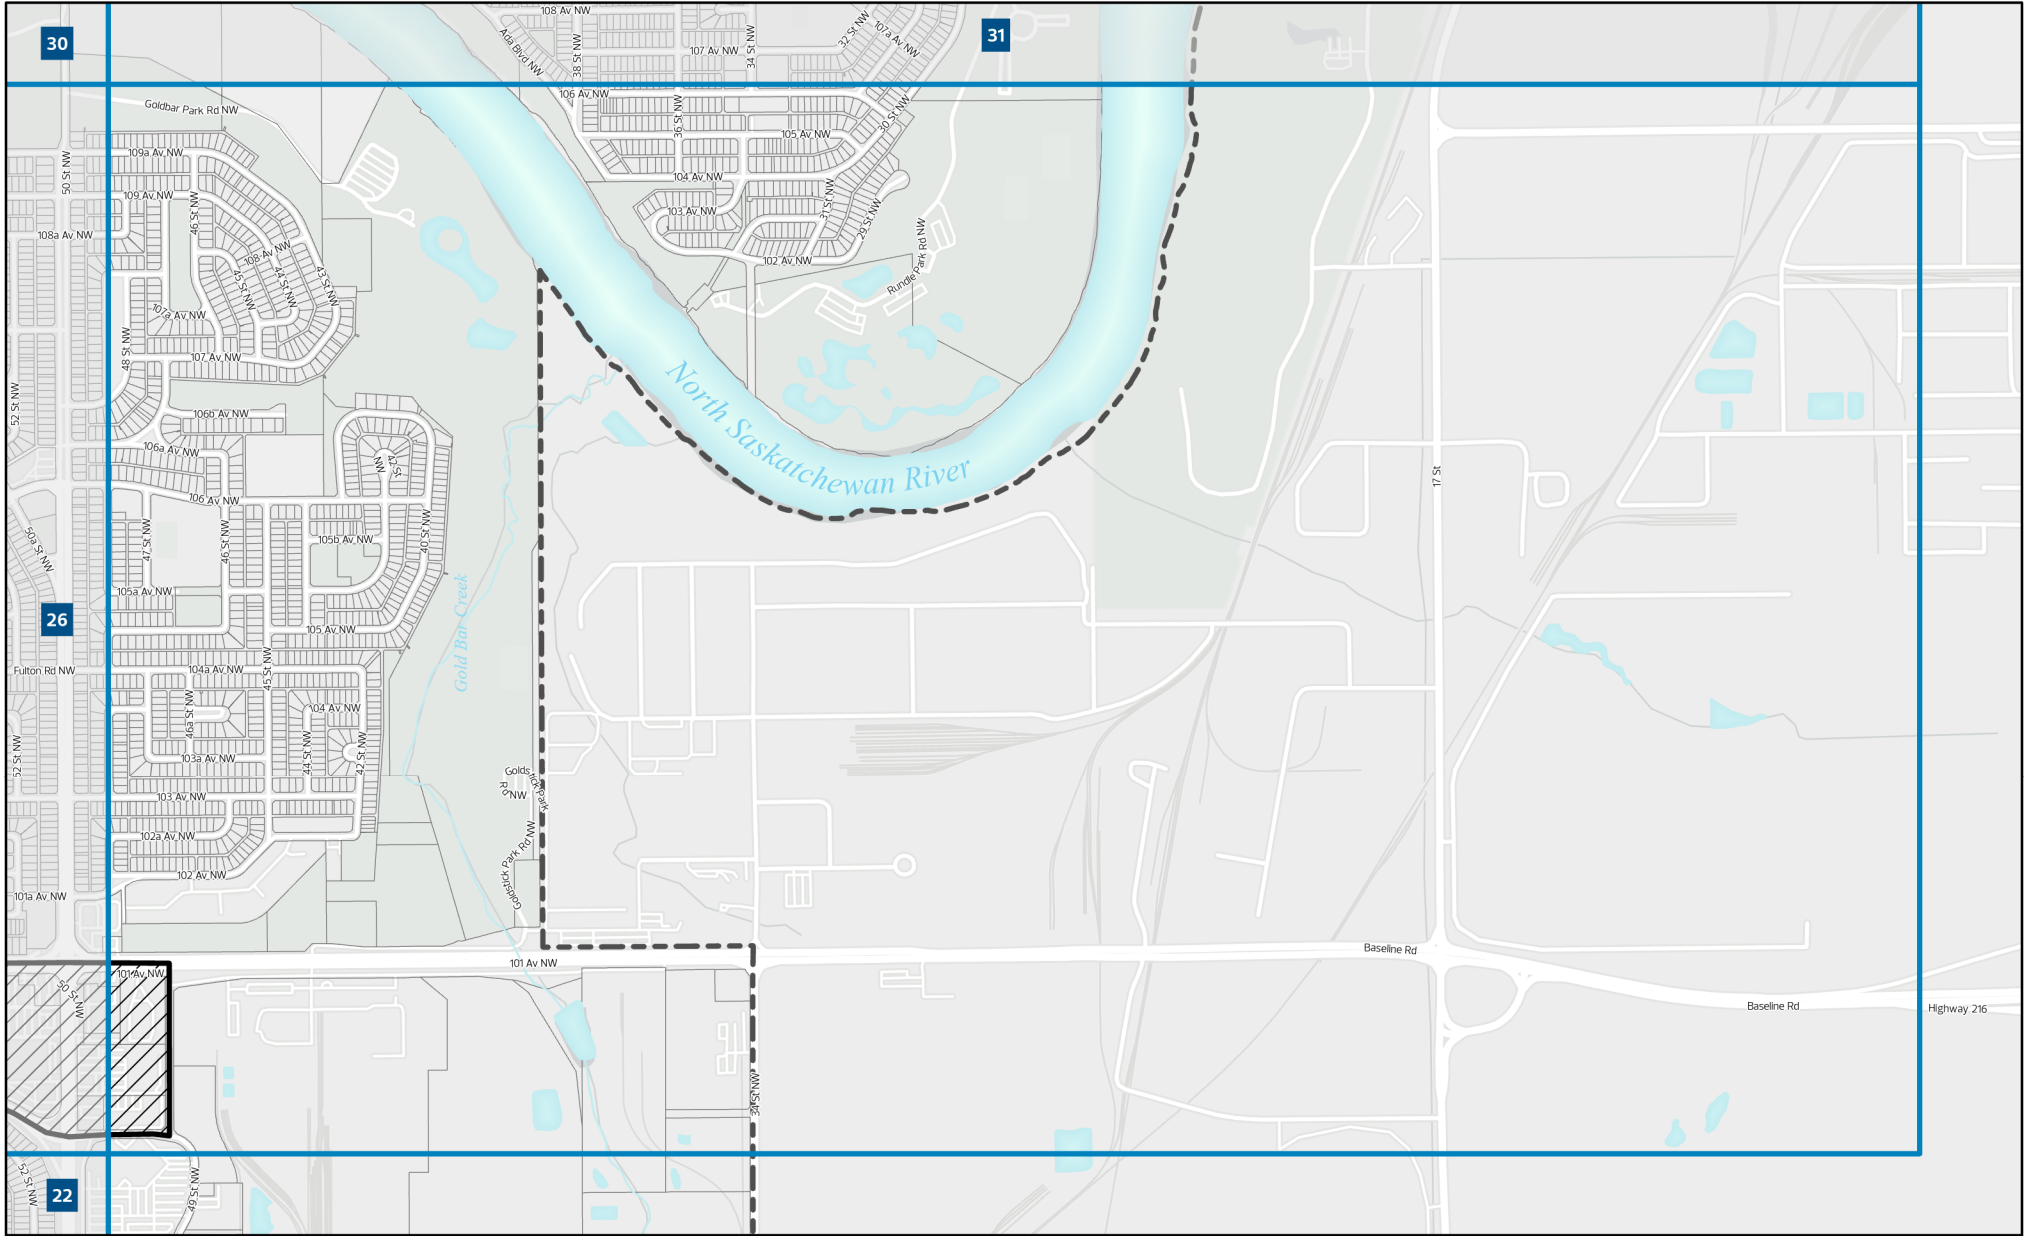 30
31
108 Av NW
Ada Blvd NW
38 St NW
107 Av NW
34 St NW
32 St NW
107a Av NW
106 Av NW
36 St NW
105 Av NW
30 St NW
104 Av NW
103 Av NW
31 St NW
29 St NW
102 Av NW
Rundle Park Rd NW
Goldbar Park Rd NW
50 St NW
109a Av NW
109 Av NW
46 St NW
108a Av NW
108 Av NW
45 St NW
44 St NW
43 St NW
107a Av NW
48 St NW
107 Av NW
52 St NW
106b Av NW
106a Av NW
42 St
NW
106 Av NW
50a St NW
47 St NW
46 St NW
105b Av NW
40 St NW
105a Av NW
26
105 Av NW
Fulton Rd NW
104a Av NW
45 St NW
46a St NW
104 Av NW
52 St NW
103a Av NW
44 St NW
42 St NW
103 Av NW
102a Av NW
102 Av NW
101a Av NW
North Saskatchewan River
Gold Bar Creek
Goldstick Park
Rd
NW
Goldstick Park Rd NW
17 St
101 Av NW
101 Av NW
50 St NW
Baseline Rd
Baseline Rd
Highway 216
34 St NW
22
52 St NW
49 St NW